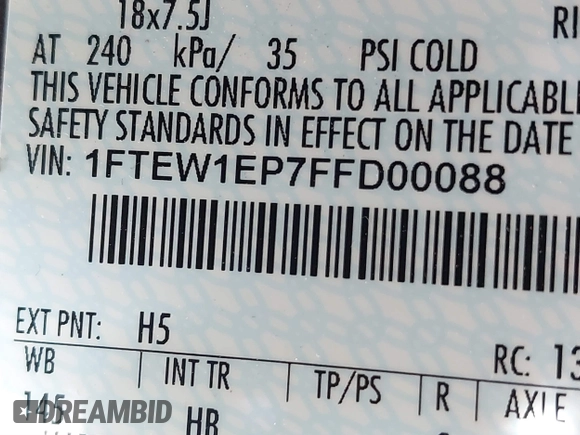 18x7.5J
AT 240 kPa/ 35 PSI COLD
THIS VEHICLE CONFORMS TO ALL
SAFETY STANDARDS IN EFFECT ON THE DATE
VIN: 1FTEW1EP7FFD00088
EXT PNT: H5
RC: 13
WB INT TR TP/PS R AXLE
145 HB
DREAMBID